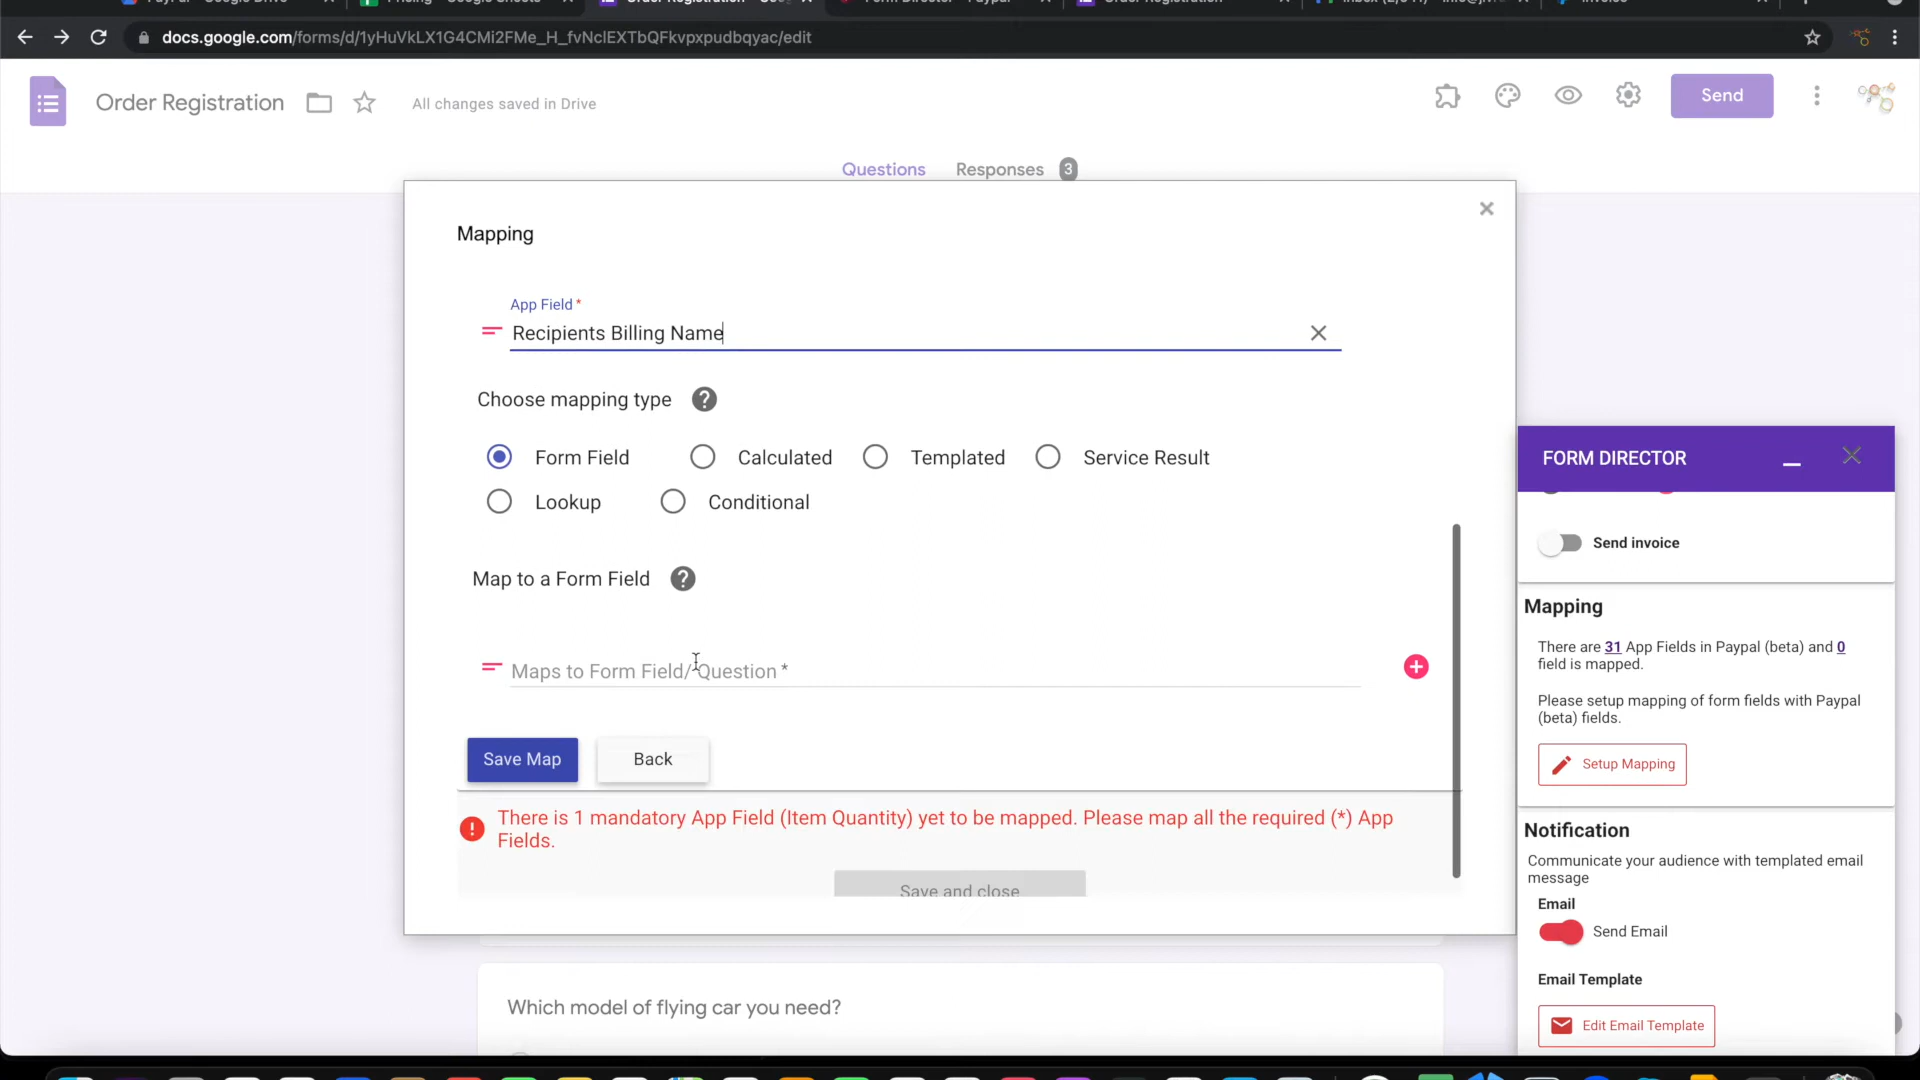 docs.google.com/forms/d/1yHuVkLX1G4CMi2FMe_H_fvNclEXTbQFkvpxpudbqyac/edit
Order Registration
All changes saved in Drive
Send
Questions
Responses 3
Mapping
App Field *
Recipients Billing Name
Choose mapping type ?
Form Field
Calculated
Templated
Service Result
Lookup
Conditional
Map to a Form Field ?
Maps to Form Field/Question *
Save Map
Back
There is 1 mandatory App Field (Item Quantity) yet to be mapped. Please map all the required (*) App
Fields.
Save and close
Which model of flying car you need?
FORM DIRECTOR
Send invoice
Mapping
There are 31 App Fields in Paypal (beta) and 0
field is mapped.
Please setup mapping of form fields with Paypal
(beta) fields.
Setup Mapping
Notification
Communicate your audience with templated email
message
Email
Send Email
Email Template
Edit Email Template